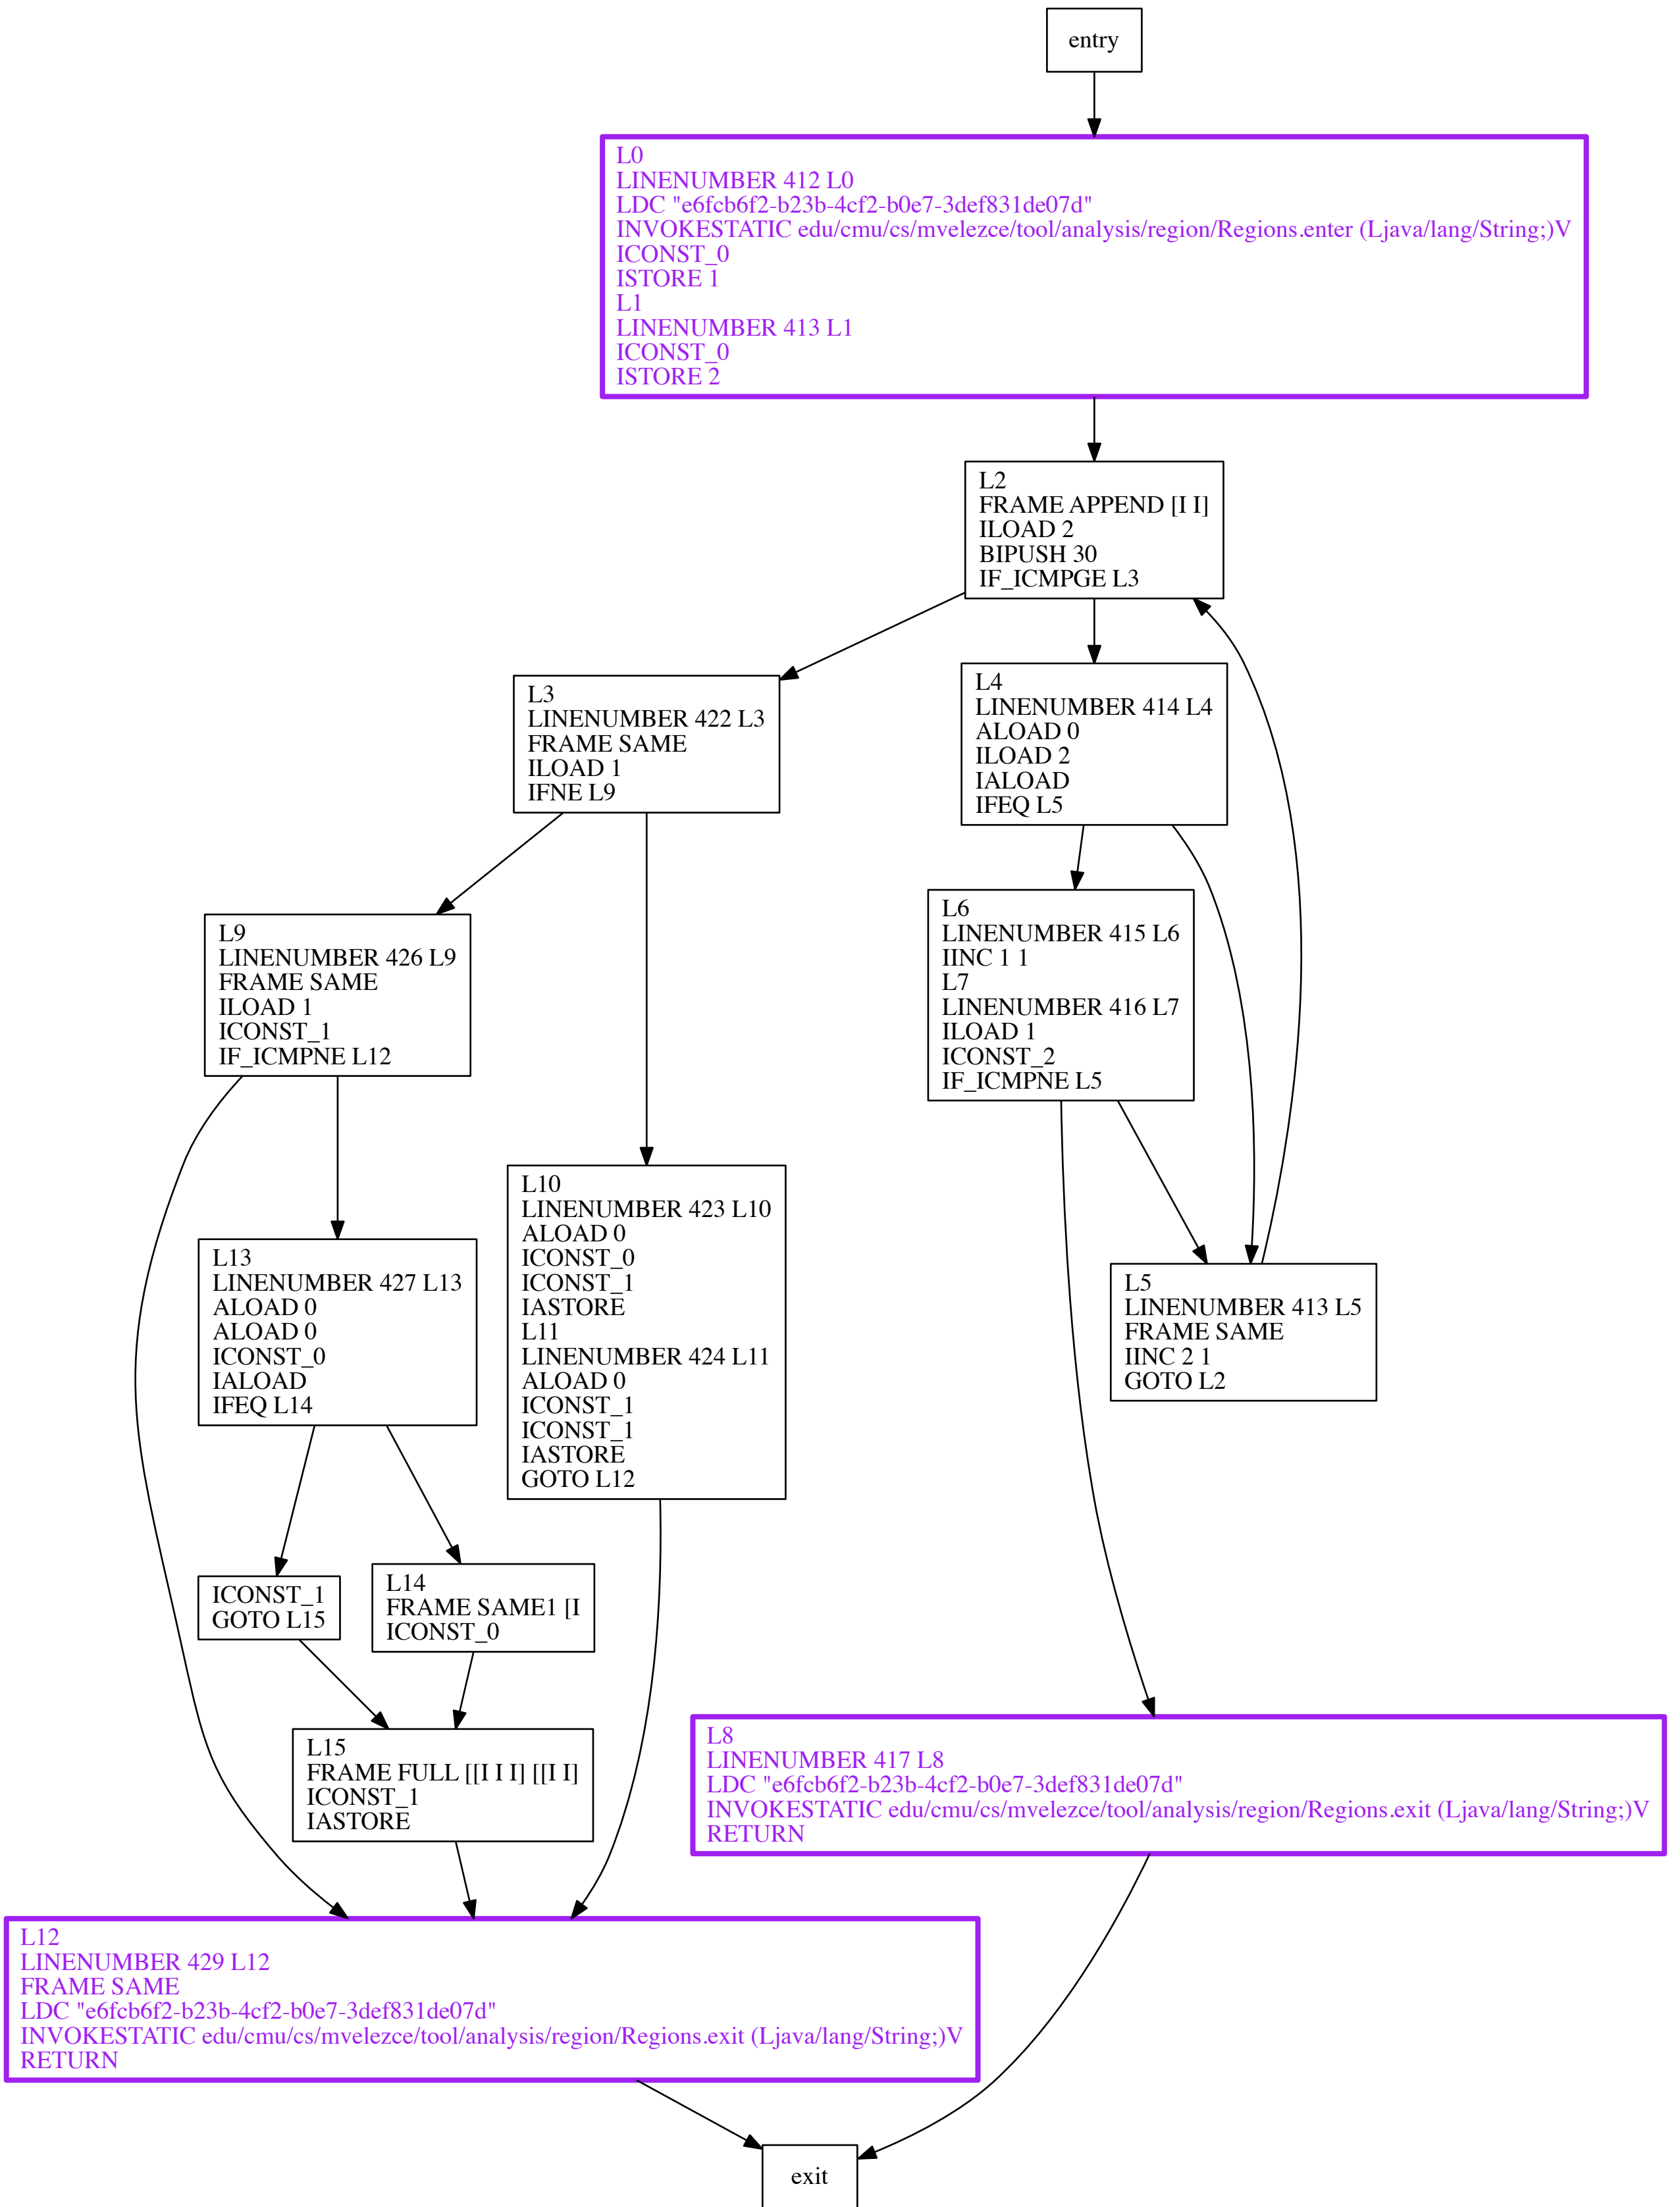 entry
L0
LINENUMBER 412 L0
LDC "e6fcb6f2-b23b-4cf2-b0e7-3def831de07d"
INVOKESTATIC edu/cmu/cs/mvelezce/tool/analysis/region/Regions.enter (Ljava/lang/String;)V
ICONST_0
ISTORE 1
L1
LINENUMBER 413 L1
ICONST_0
ISTORE 2
L2
FRAME APPEND [I I]
ILOAD 2
BIPUSH 30
IF_ICMPGE L3
L3
LINENUMBER 422 L3
FRAME SAME
ILOAD 1
IFNE L9
L4
LINENUMBER 414 L4
ALOAD 0
ILOAD 2
IALOAD
IFEQ L5
L9
LINENUMBER 426 L9
FRAME SAME
ILOAD 1
ICONST_1
IF_ICMPNE L12
L6
LINENUMBER 415 L6
IINC 1 1
L7
LINENUMBER 416 L7
ILOAD 1
ICONST_2
IF_ICMPNE L5
L13
LINENUMBER 427 L13
ALOAD 0
ALOAD 0
ICONST_0
IALOAD
IFEQ L14
L10
LINENUMBER 423 L10
ALOAD 0
ICONST_0
ICONST_1
IASTORE
L11
LINENUMBER 424 L11
ALOAD 0
ICONST_1
ICONST_1
IASTORE
GOTO L12
L5
LINENUMBER 413 L5
FRAME SAME
IINC 2 1
GOTO L2
ICONST_1
GOTO L15
L14
FRAME SAME1 [I
ICONST_0
L15
FRAME FULL [[I I I] [[I I]
ICONST_1
IASTORE
L8
LINENUMBER 417 L8
LDC "e6fcb6f2-b23b-4cf2-b0e7-3def831de07d"
INVOKESTATIC edu/cmu/cs/mvelezce/tool/analysis/region/Regions.exit (Ljava/lang/String;)V
RETURN
L12
LINENUMBER 429 L12
FRAME SAME
LDC "e6fcb6f2-b23b-4cf2-b0e7-3def831de07d"
INVOKESTATIC edu/cmu/cs/mvelezce/tool/analysis/region/Regions.exit (Ljava/lang/String;)V
RETURN
exit